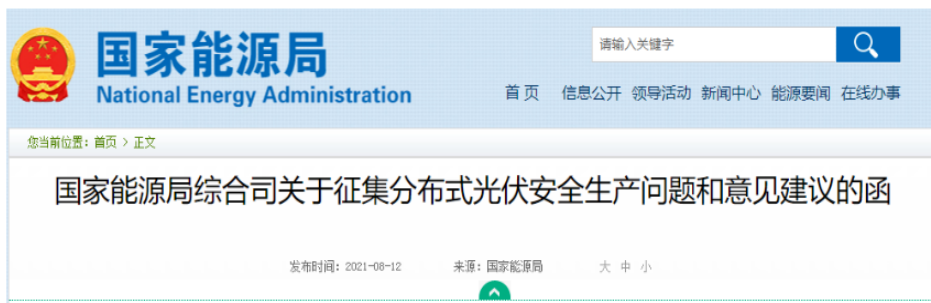 国家能源局
National Energy Administration
请输入关键字
首页 信息公开 领导活动 新闻中心 能源要闻 在线办事
您当前位置：首页 > 正文
国家能源局综合司关于征集分布式光伏安全生产问题和意见建议的函
发布时间：2021-08-12 来源：国家能源局 大 中 小